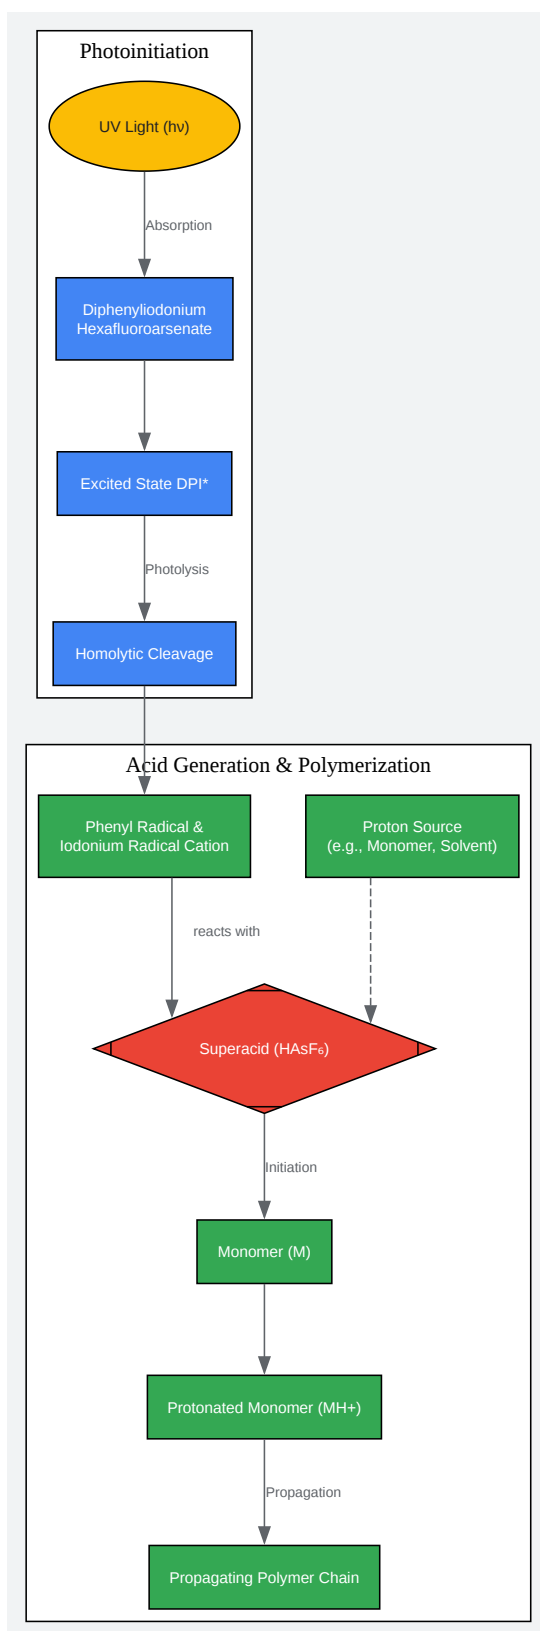 Photoinitiation
UV Light (hν)
Absorption
Diphenyliodonium
Hexafluoroarsenate
Excited State DPI*
Photolysis
Homolytic Cleavage
Acid Generation & Polymerization
Phenyl Radical &
Iodonium Radical Cation
Proton Source
(e.g., Monomer, Solvent)
reacts with
Superacid (HAsF₆)
Initiation
Monomer (M)
Protonated Monomer (MH+)
Propagation
Propagating Polymer Chain